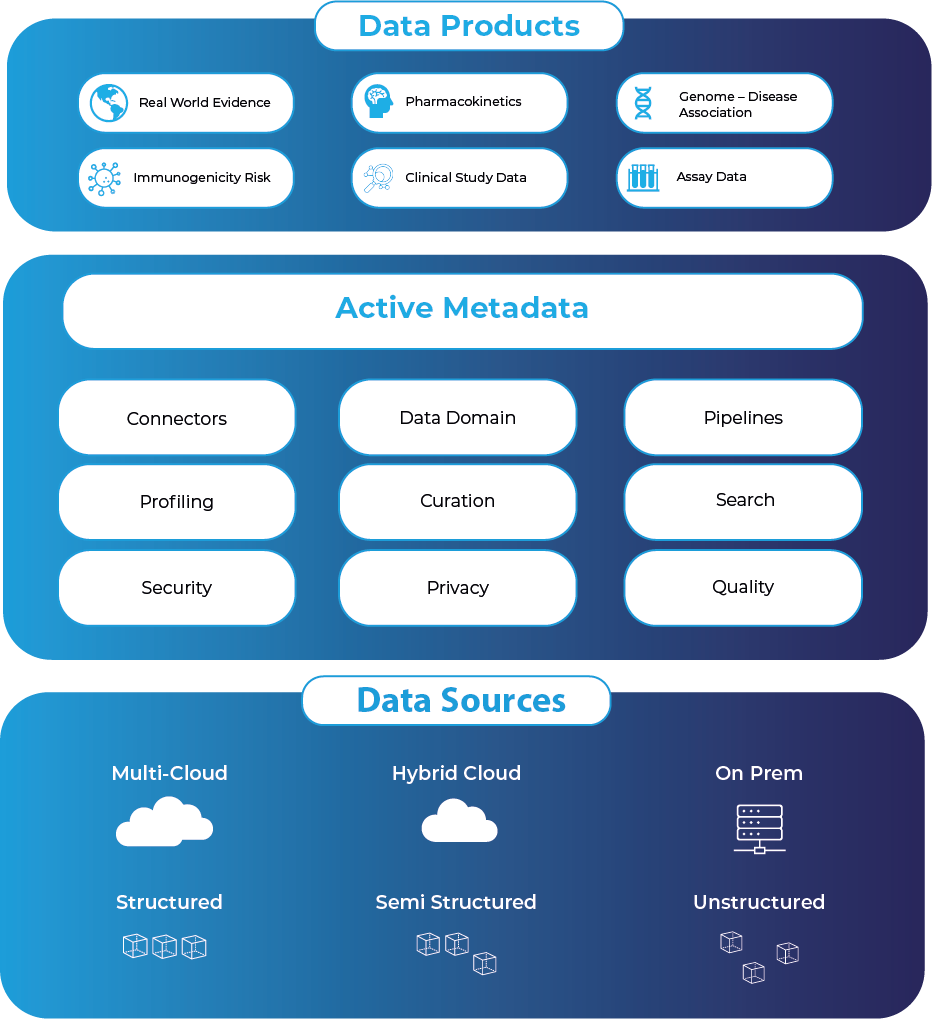 Data Products
Real World Evidence
Pharmacokinetics
Genome – Disease
Association
Immunogenicity Risk
Clinical Study Data
Assay Data
Active Metadata
Connectors
Data Domain
Pipelines
Profiling
Curation
Search
Security
Privacy
Quality
Data Sources
Multi-Cloud
Hybrid Cloud
On Prem
Structured
Semi Structured
Unstructured